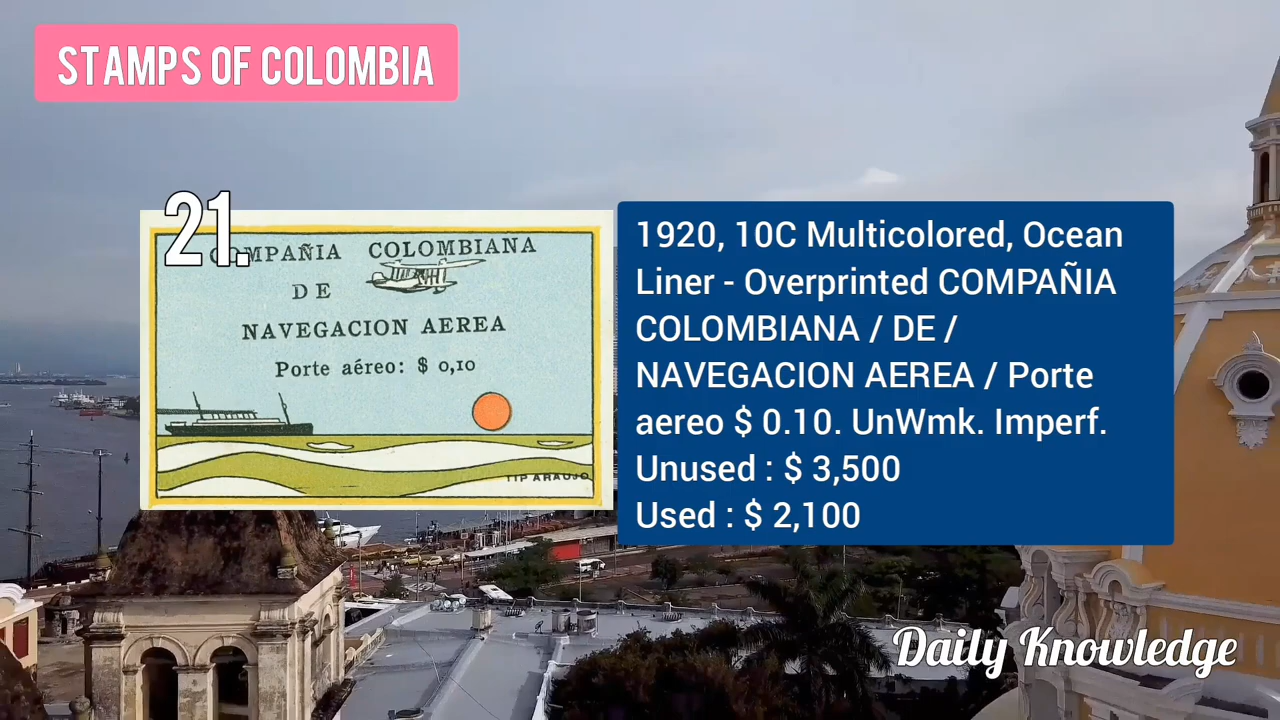 STAMPS OF COLOMBIA
21.
COMPAÑIA COLOMBIANA
DE
NAVEGACION AEREA
Porte aéreo: $ 0,10
TIP ARAUJO
1920, 10C Multicolored, Ocean
Liner - Overprinted COMPAÑIA
COLOMBIANA / DE /
NAVEGACION AEREA / Porte
aereo $ 0.10. UnWmk. Imperf.
Unused : $ 3,500
Used : $ 2,100
Daily Knowledge